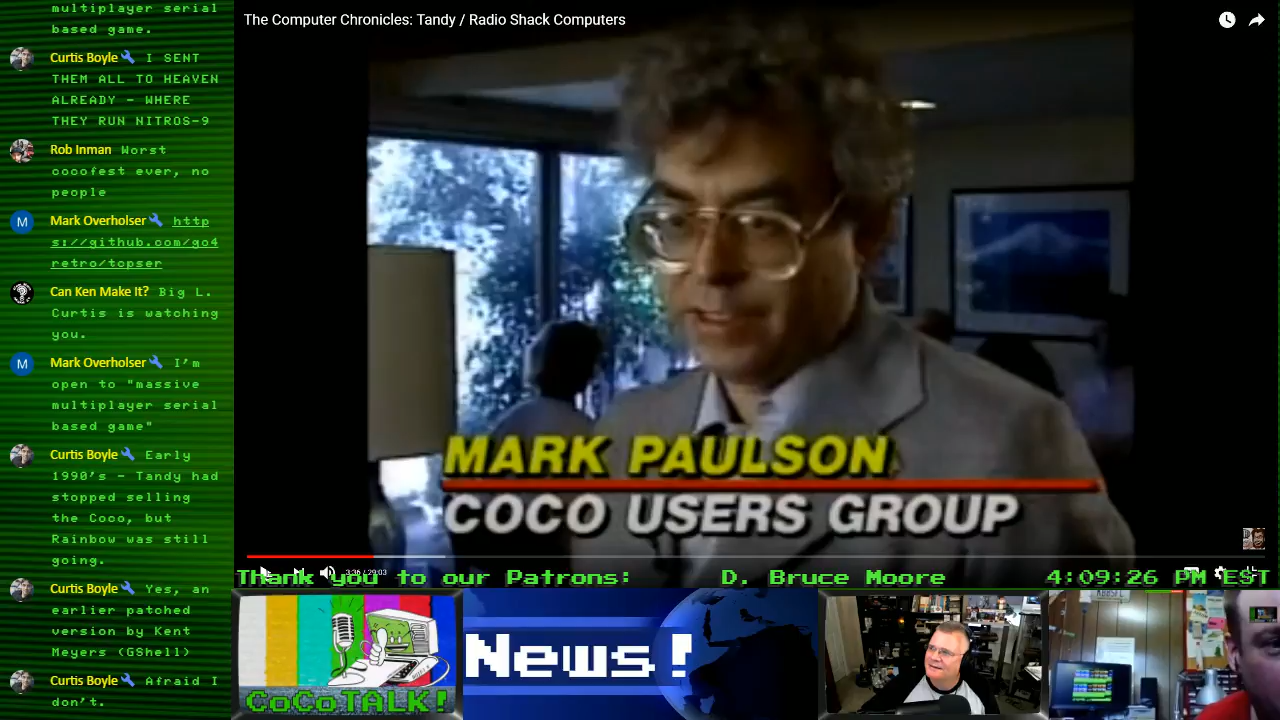 multiplayer serial
based game.
Curtis Boyle I SENT
THEM ALL TO HEAVEN
ALREADY - WHERE
THEY RUN NITROS-9
Rob Inman Worst
cocofest ever, no
people
Mark Overholser http
s://github.com/go4
retro/tcpser
Can Ken Make It? Big L.
Curtis is watching
you.
Mark Overholser I'm
open to "massive
multiplayer serial
based game"
Curtis Boyle Early
1990's - Tandy had
stopped selling
the Coco, but
Rainbow was still
going.
Curtis Boyle Yes, an
earlier patched
version by Kent
Meyers (GShell)
Curtis Boyle Afraid I
don't.
The Computer Chronicles: Tandy / Radio Shack Computers
MARK PAULSON
COCO USERS GROUP
3:36 / 29:03
Thank you to our Patrons: D. Bruce Moore 4:09:26 PM EST
CoCoTALK!
News!